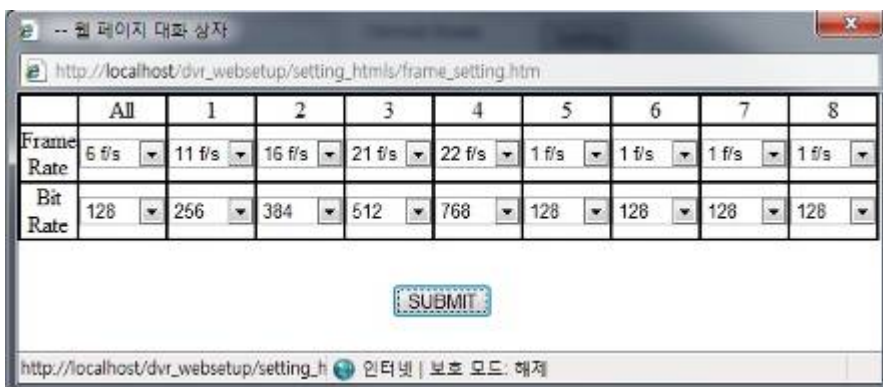 -- 웹 페이지 대화 상자
http://localhost/dvr_websetup/setting_htmls/frame_setting.htm
All 1 2 3 4 5 6 7 8
Frame Rate 6 f/s 11 f/s 16 f/s 21 f/s 22 f/s 1 f/s 1 f/s 1 f/s 1 f/s
Bit Rate 128 256 384 512 768 128 128 128 128
SUBMIT
http://localhost/dvr_websetup/setting_h 인터넷 | 보호 모드: 해제